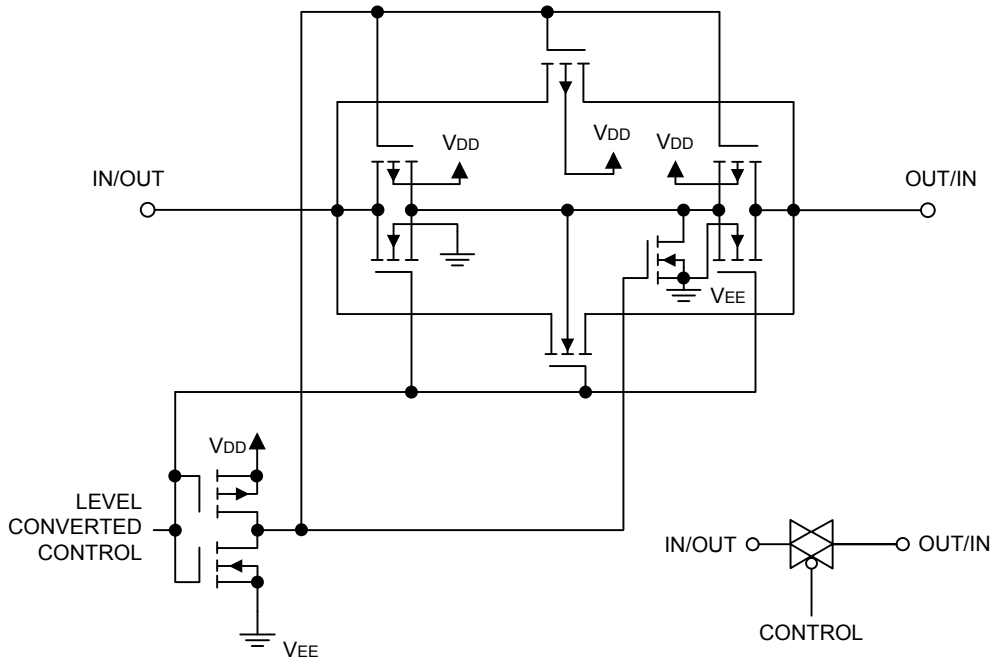 VDD
VDD
VDD
IN/OUT
OUT/IN
VEE
VDD
LEVEL
CONVERTED
CONTROL
IN/OUT
OUT/IN
CONTROL
VEE